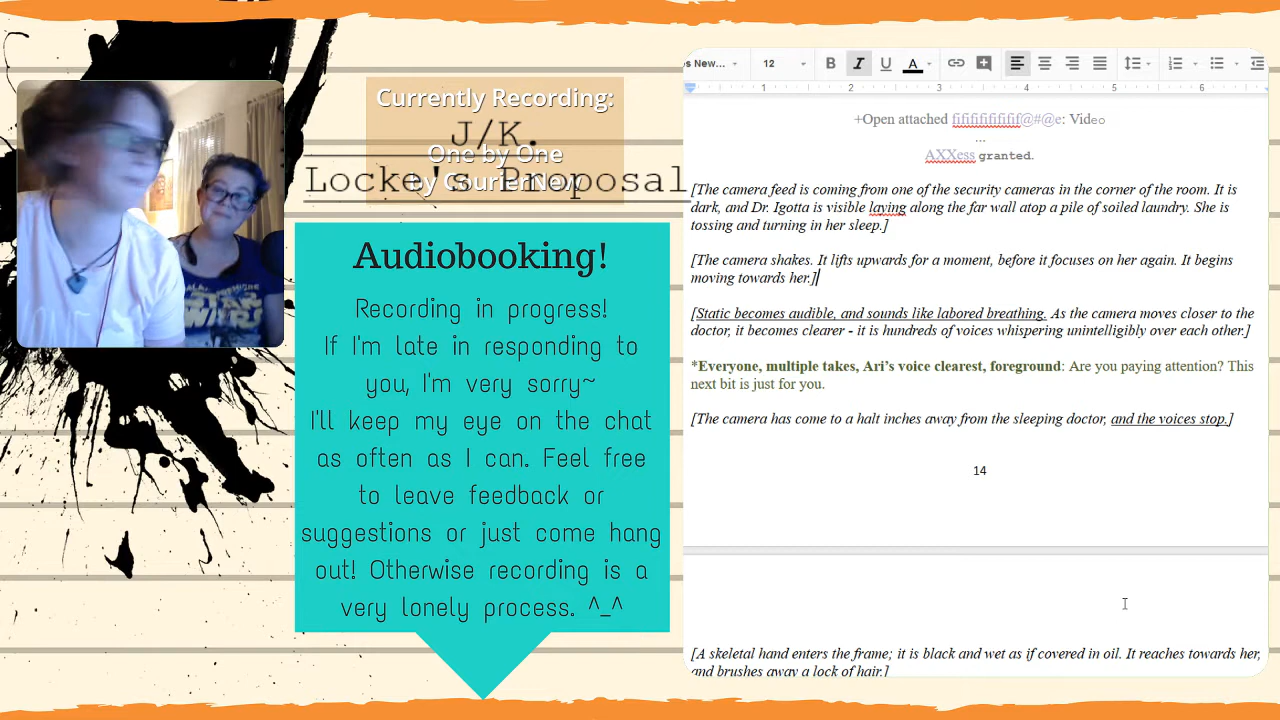 Currently Recording:
J/K.
One by One
by CourierNew
Locke's Proposal
Audiobooking!
Recording in progress!
If I'm late in responding to
you, I'm very sorry~
I'll keep my eye on the chat
as often as I can. Feel free
to leave feedback or
suggestions or just come hang
out! Otherwise recording is a
very lonely process. ^_^
STAR WARS
s New... 12 B I U A
1 2 3 4 5 6
+Open attached fifififififififf@#@e: Video
...
AXXess granted.
[The camera feed is coming from one of the security cameras in the corner of the room. It is
dark, and Dr. Igotta is visible laying along the far wall atop a pile of soiled laundry. She is
tossing and turning in her sleep.]
[The camera shakes. It lifts upwards for a moment, before it focuses on her again. It begins
moving towards her.]
[Static becomes audible, and sounds like labored breathing. As the camera moves closer to the
doctor, it becomes clearer - it is hundreds of voices whispering unintelligibly over each other.]
*Everyone, multiple takes, Ari's voice clearest, foreground: Are you paying attention? This
next bit is just for you.
[The camera has come to a halt inches away from the sleeping doctor, and the voices stop.]
14
[A skeletal hand enters the frame; it is black and wet as if covered in oil. It reaches towards her,
and brushes away a lock of hair.]